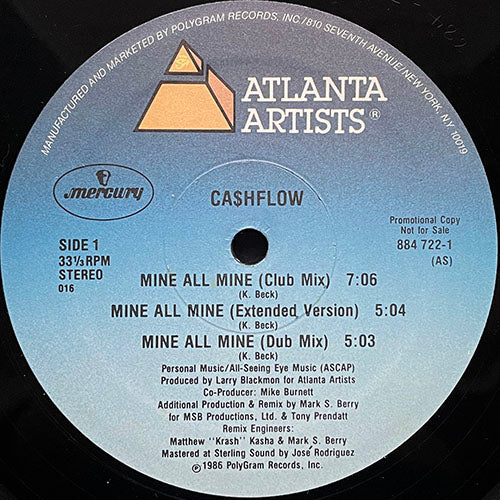 MANUFACTURED AND MARKETED BY POLYGRAM RECORDS, INC./810 SEVENTH AVENUE/NEW YORK, N.Y. 10019
ATLANTA
ARTISTS®
mercury
CA$HFLOW
Promotional Copy
Not for Sale
884 722-1
(AS)
SIDE 1
33⅓ RPM
STEREO
016
MINE ALL MINE (Club Mix) 7:06
(K. Beck)
MINE ALL MINE (Extended Version) 5:04
(K. Beck)
MINE ALL MINE (Dub Mix) 5:03
(K. Beck)
Personal Music/All-Seeing Eye Music (ASCAP)
Produced by Larry Blackmon for Atlanta Artists
Co-Producer: Mike Burnett
Additional Production & Remix by Mark S. Berry
for MSB Productions, Ltd. & Tony Prendatt
Remix Engineers:
Matthew ''Krash'' Kasha & Mark S. Berry
Mastered at Sterling Sound by José Rodriguez
℗ 1986 PolyGram Records, Inc.